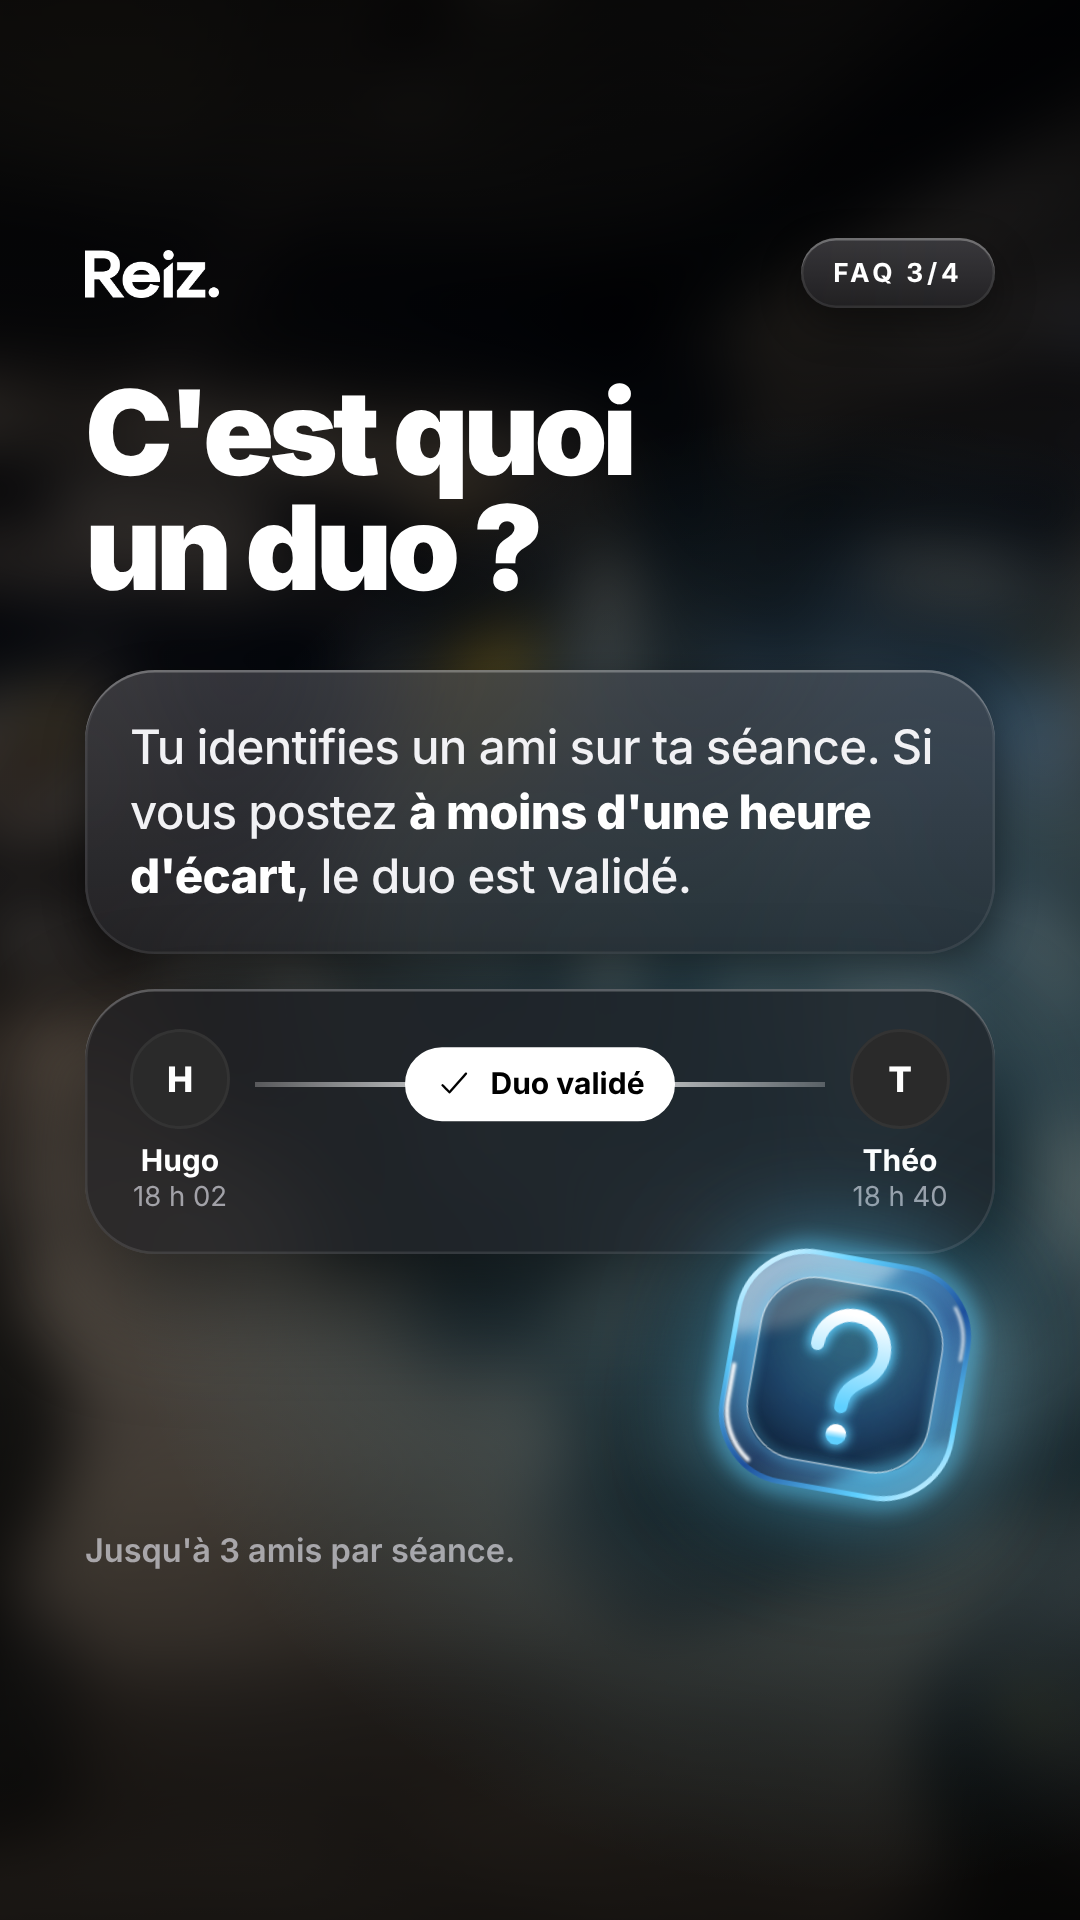 Reiz.
FAQ 3/4
C'est quoi
un duo ?
Tu identifies un ami sur ta séance. Si
vous postez à moins d'une heure
d'écart, le duo est validé.
H
Duo validé
T
Hugo
Théo
18 h 02
18 h 40
?
Jusqu'à 3 amis par séance.